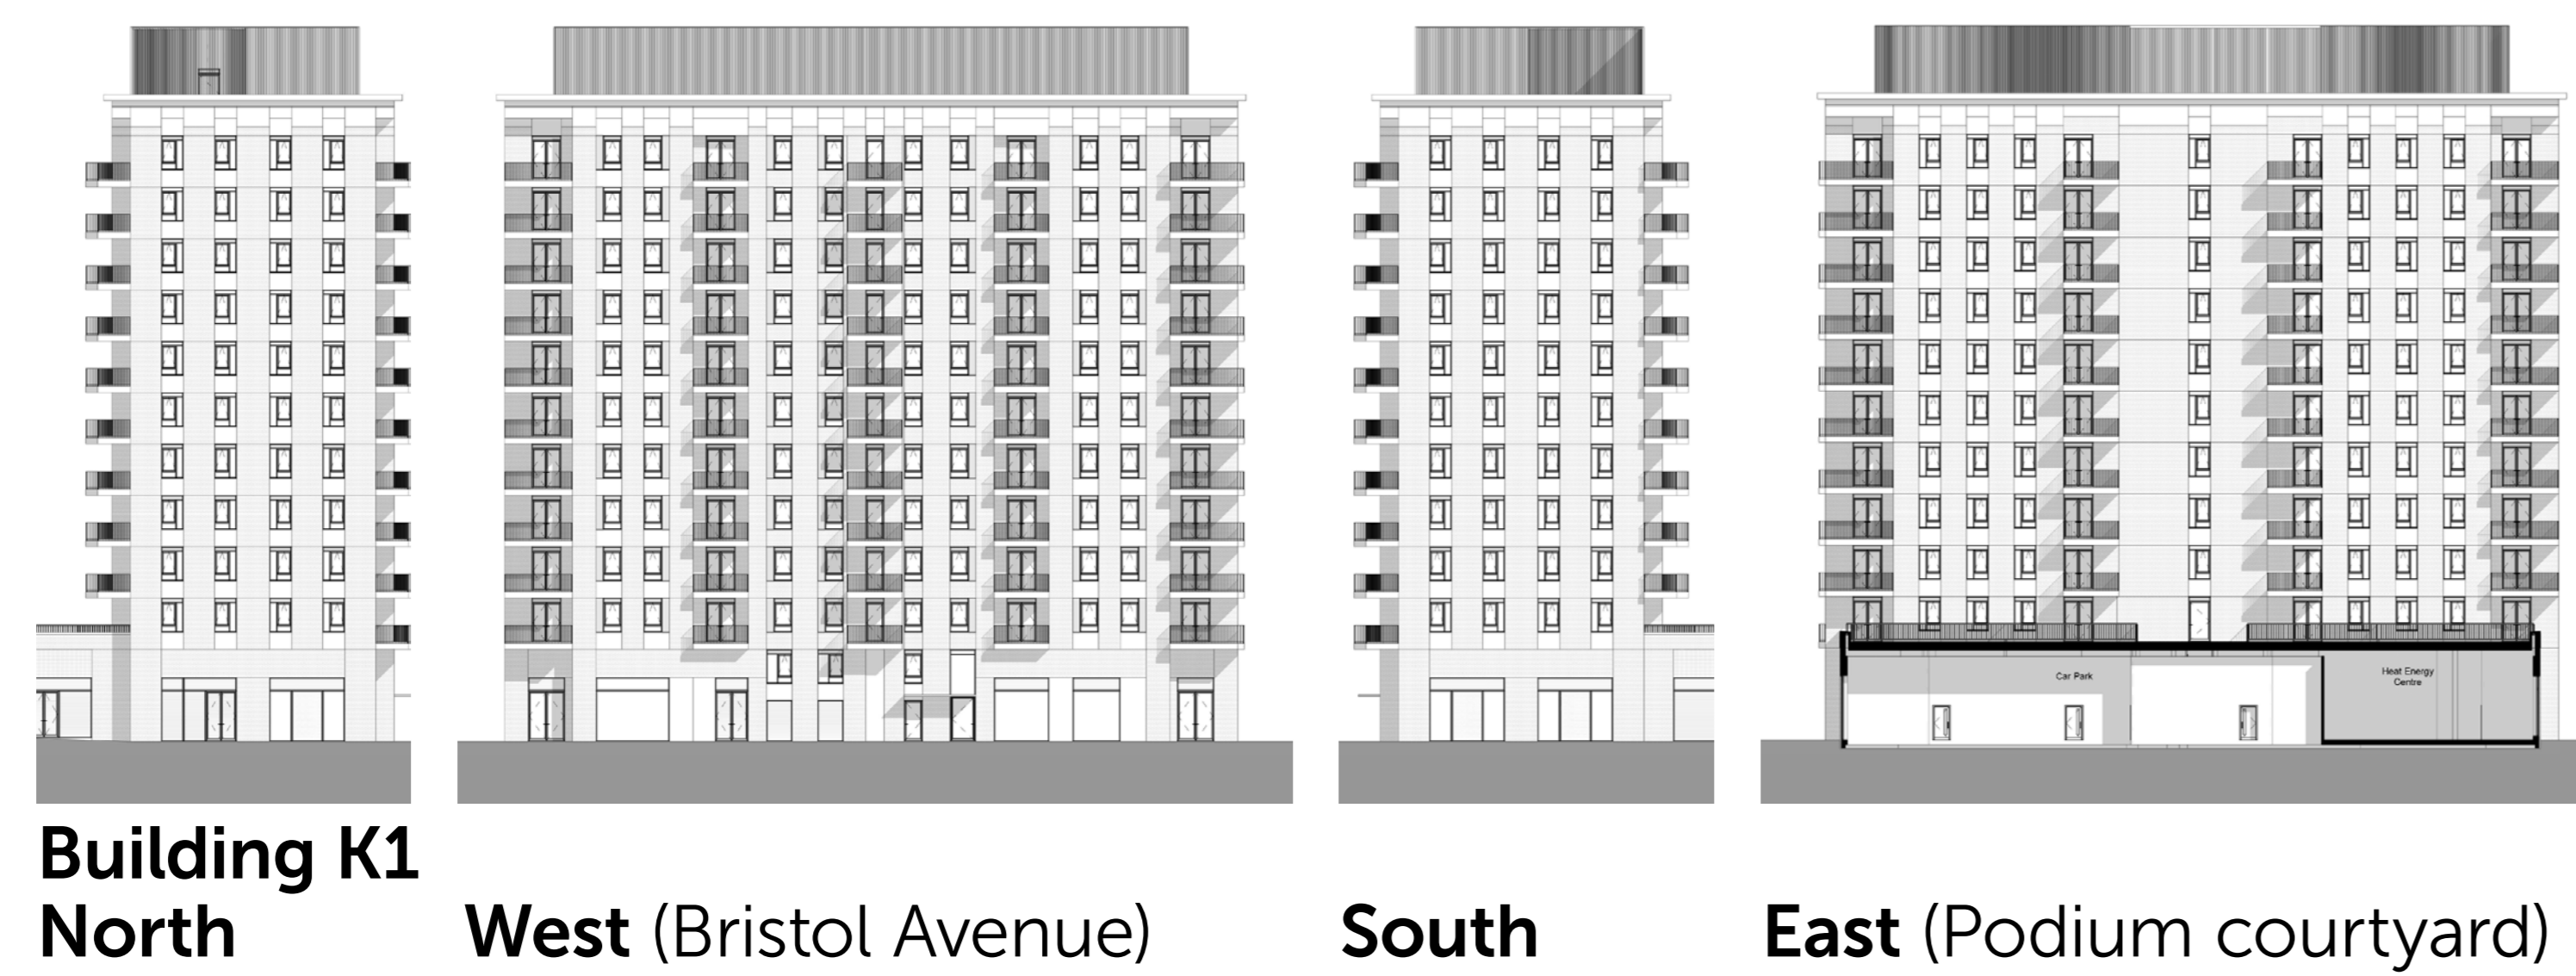 Car Park
Heat Energy
Centre
Building K1
North
West (Bristol Avenue)
South
East (Podium courtyard)